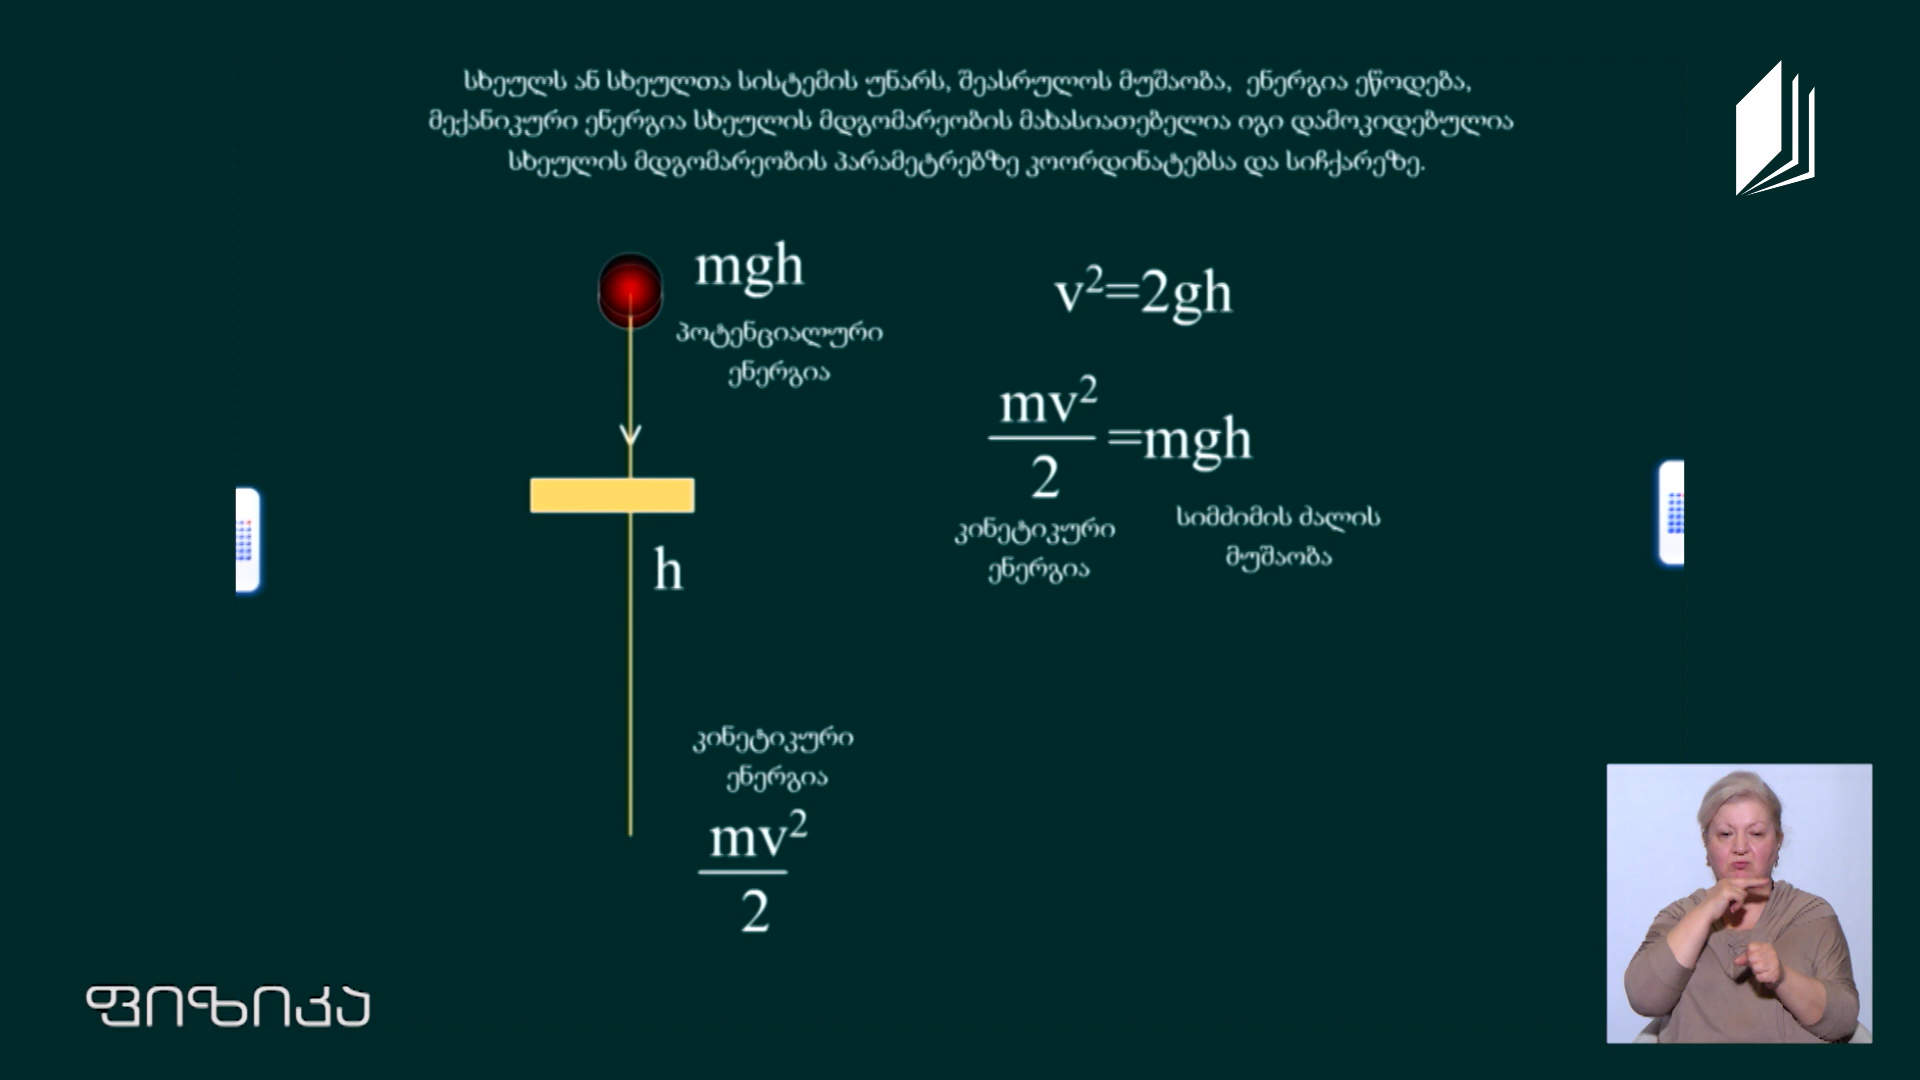 სხეულს ან სხეულთა სისტემის უნარს, შეასრულოს მუშაობა, ენერგია ეწოდება,
მექანიკური ენერგია სხეულის მდგომარეობის მახასიათებელია იგი დამოკიდებულია
სხეულის მდგომარეობის პარამეტრებზე კოორდინატებსა და სიჩქარეზე.
mgh
პოტენციალური
ენერგია
h
კინეტიკური
ენერგია
mv²
2
v²=2gh
mv²
2
=mgh
კინეტიკური
ენერგია
სიმძიმის ძალის
მუშაობა
ფიზიკა